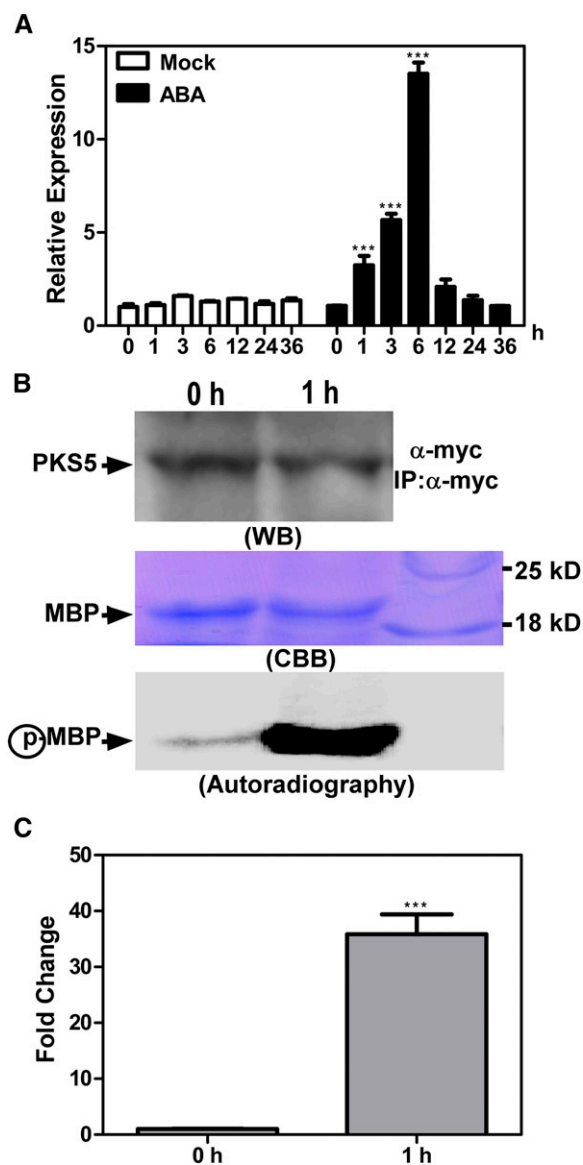 A
15
Mock
ABA
***
10
***
5
***
0
Relative Expression
0 1 3 6 12 24 36 0 1 3 6 12 24 36 h
B
0 h 1 h
PKS5
α-myc
IP:α-myc
(WB)
25 kD
MBP
18 kD
(CBB)
p-MBP
(Autoradiography)
C
50
***
40
30
20
10
0
Fold Change
0 h 1 h